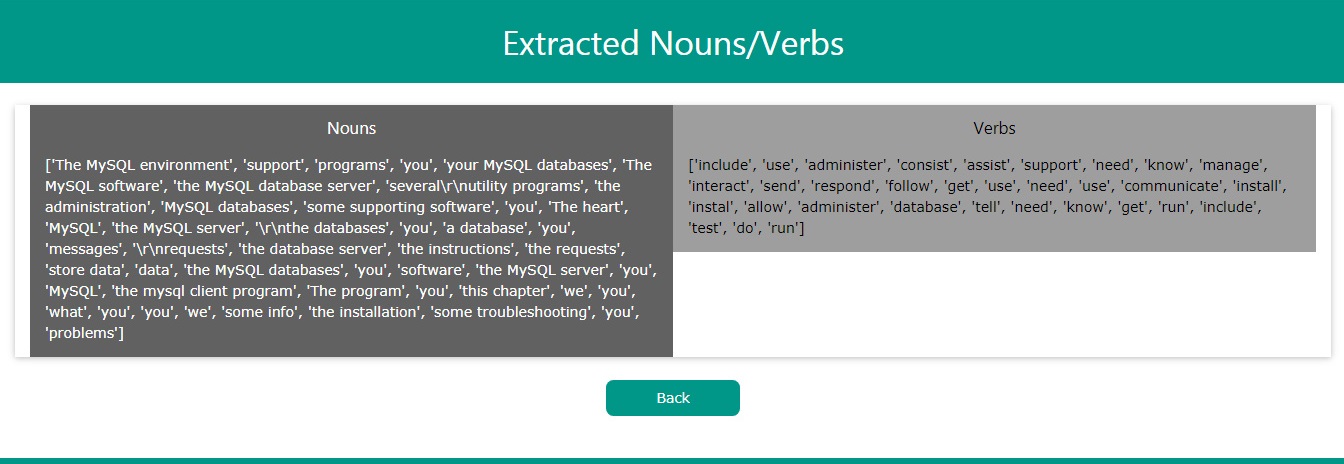 Extracted Nouns/Verbs
Nouns
['The MySQL environment', 'support', 'programs', 'you', 'your MySQL databases', 'The
MySQL software', 'the MySQL database server', 'several\r\nutility programs', 'the
administration', 'MySQL databases', 'some supporting software', 'you', 'The heart',
'MySQL', 'the MySQL server', '\r\nthe databases', 'you', 'a database', 'you',
'messages', '\r\nrequests', 'the database server', 'the instructions', 'the requests',
'store data', 'data', 'the MySQL databases', 'you', 'software', 'the MySQL server', 'you',
'MySQL', 'the mysql client program', 'The program', 'you', 'this chapter', 'we', 'you',
'what', 'you', 'you', 'we', 'some info', 'the installation', 'some troubleshooting', 'you',
'problems']
Verbs
['include', 'use', 'administer', 'consist', 'assist', 'support', 'need', 'know', 'manage',
'interact', 'send', 'respond', 'follow', 'get', 'use', 'need', 'use', 'communicate', 'install',
'instal', 'allow', 'administer', 'database', 'tell', 'need', 'know', 'get', 'run', 'include',
'test', 'do', 'run']
Back